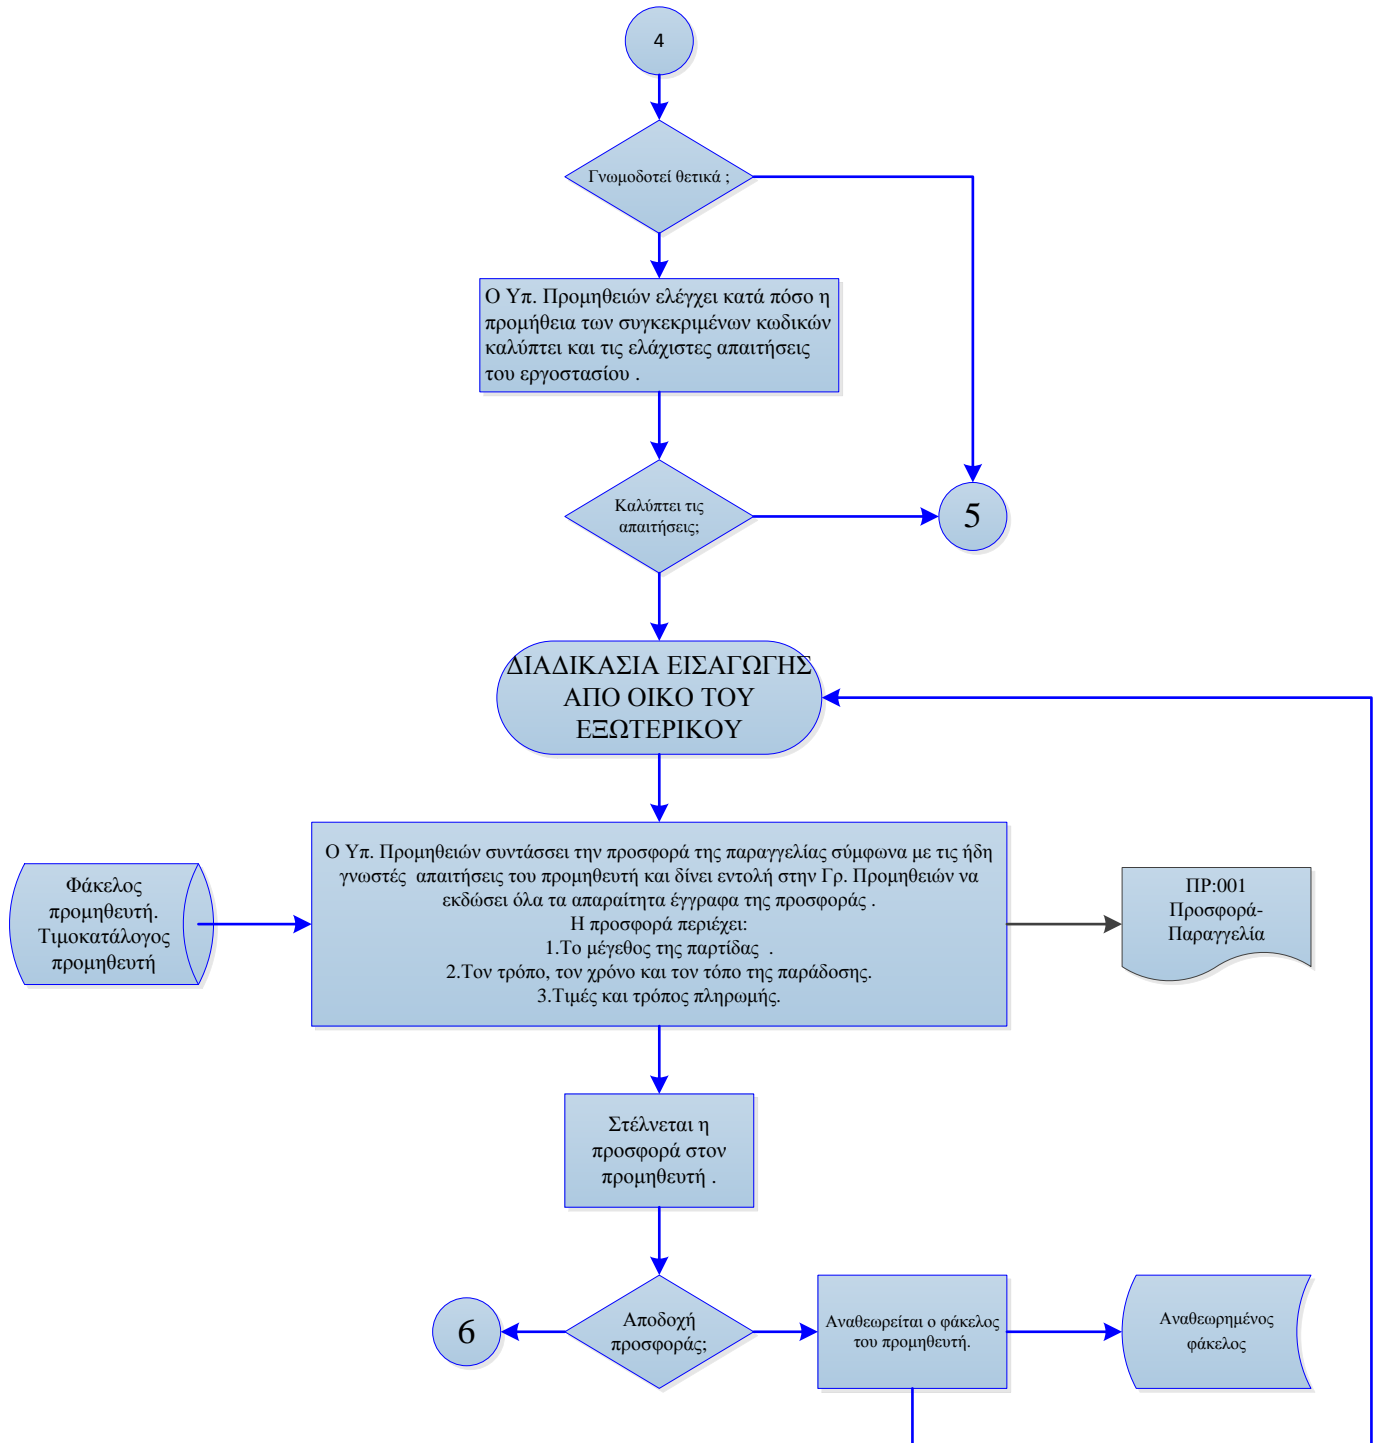 4
Γνωμοδοτεί θετικά ;
Ο Υπ. Προμηθειών ελέγχει κατά πόσο η
προμήθεια των συγκεκριμένων κωδικών
καλύπτει και τις ελάχιστες απαιτήσεις
του εργοστασίου .
Καλύπτει τις
απαιτήσεις;
5
ΔΙΑΔΙΚΑΣΙΑ ΕΙΣΑΓΩΓΗΣ
ΑΠΟ ΟΙΚΟ ΤΟΥ
ΕΞΩΤΕΡΙΚΟΥ
Φάκελος
προμηθευτή.
Τιμοκατάλογος
προμηθευτή
Ο Υπ. Προμηθειών συντάσσει την προσφορά της παραγγελίας σύμφωνα με τις ήδη
γνωστές  απαιτήσεις του προμηθευτή και δίνει εντολή στην Γρ. Προμηθειών να
εκδώσει όλα τα απαραίτητα έγγραφα της προσφοράς .
Η προσφορά περιέχει:
1.Το μέγεθος της παρτίδας  .
2.Τον τρόπο, τον χρόνο και τον τόπο της παράδοσης.
3.Τιμές και τρόπος πληρωμής.
ΠΡ:001
Προσφορά-
Παραγγελία
Στέλνεται η
προσφορά στον
προμηθευτή .
6
Αποδοχή
προσφοράς;
Αναθεωρείται ο φάκελος
του προμηθευτή.
Αναθεωρημένος
φάκελος